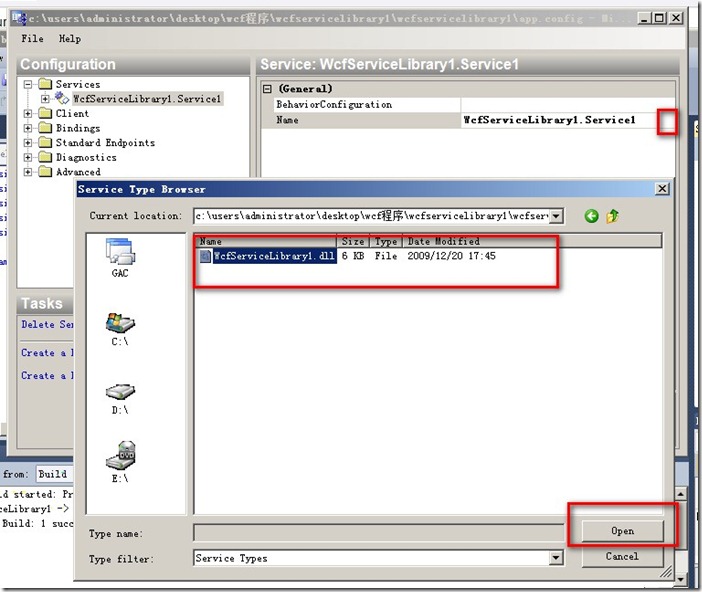 c:\users\administrator\desktop\wcf程序\wcfservicelibrary1\wcfservicelibrary1\app.config - Mi...
File Help
Configuration
Services
WcfServiceLibrary1.Service1
Client
Bindings
Standard Endpoints
Diagnostics
Advanced
Service: WcfServiceLibrary1.Service1
(General)
BehaviorConfiguration
Name WcfServiceLibrary1.Service1
Service Type Browser
Current location: c:\users\administrator\desktop\wcf程序\wcfservicelibrary1\wcfserv
Name Size Type Date Modified
WcfServiceLibrary1.dll 6 KB File 2009/12/20 17:45
GAC
C:\
D:\
E:\
Tasks
Delete Ser
Create a
Create a
from: Build
ld started: Pr
ceLibrary1 ->
Build: 1 succ
Type name:
Open
Type filter: Service Types
Cancel